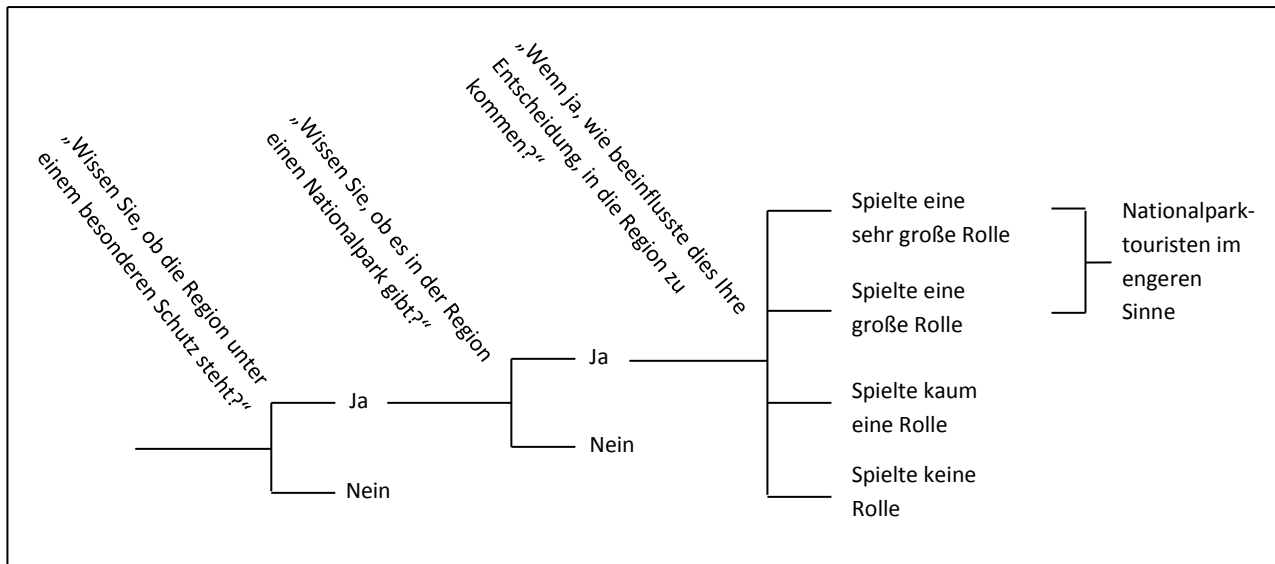 „Wissen Sie, ob die Region unter
einem besonderen Schutz steht?“
„Wissen Sie, ob es in der Region
einen Nationalpark gibt?“
„Wenn ja, wie beeinflusste dies Ihre
Entscheidung, in die Region zu
kommen?“
Ja
Nein
Ja
Nein
Spielte eine
sehr große Rolle
Spielte eine
große Rolle
Spielte kaum
eine Rolle
Spielte keine
Rolle
Nationalpark-
touristen im
engeren
Sinne